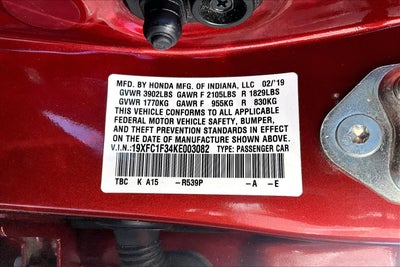 MFD. BY HONDA MFG. OF INDIANA, LLC 02/'19
GVWR 3902LBS GAWR F 2105LBS R 1829LBS
GVWR 1770KG GAWR F 955KG R 830KG
THIS VEHICLE CONFORMS TO ALL APPLICABLE
FEDERAL MOTOR VEHICLE SAFETY, BUMPER,
AND THEFT PREVENTION STANDARDS IN EFFECT
ON THE DATE OF MANUFACTURE SHOWN ABOVE.
V.I.N.: 19XFC1F34KE003082 TYPE: PASSENGER CAR
TBC K A15 –R539P –A –E